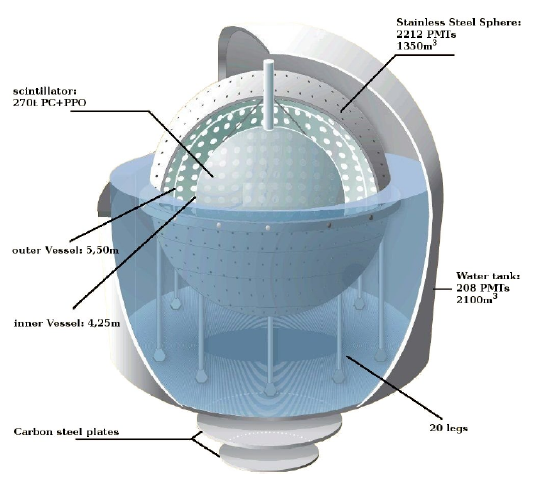 Stainless Steel Sphere:
2212 PMTs
1350m³
scintillator:
270t PC+PPO
outer Vessel: 5,50m
inner Vessel: 4,25m
Water tank:
208 PMTs
2100m³
20 legs
Carbon steel plates